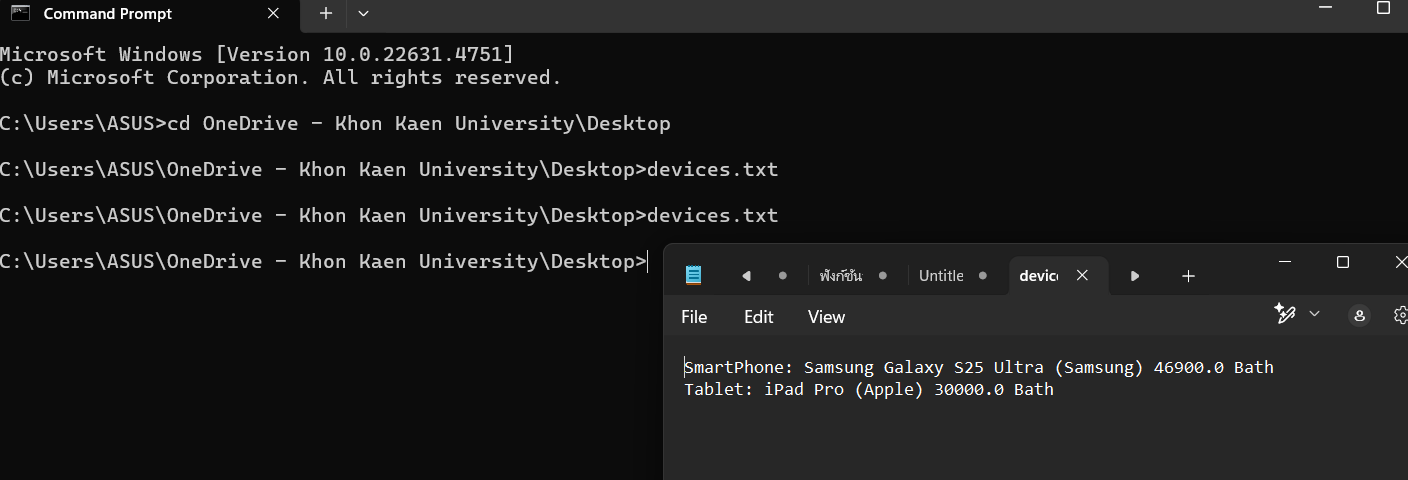 Command Prompt
Microsoft Windows [Version 10.0.22631.4751]
(c) Microsoft Corporation. All rights reserved.
C:\Users\ASUS>cd OneDrive - Khon Kaen University\Desktop
C:\Users\ASUS\OneDrive - Khon Kaen University\Desktop>devices.txt
C:\Users\ASUS\OneDrive - Khon Kaen University\Desktop>devices.txt
C:\Users\ASUS\OneDrive - Khon Kaen University\Desktop>
ฟังก์ชัน Untitle devic
File Edit View
SmartPhone: Samsung Galaxy S25 Ultra (Samsung) 46900.0 Bath
Tablet: iPad Pro (Apple) 30000.0 Bath